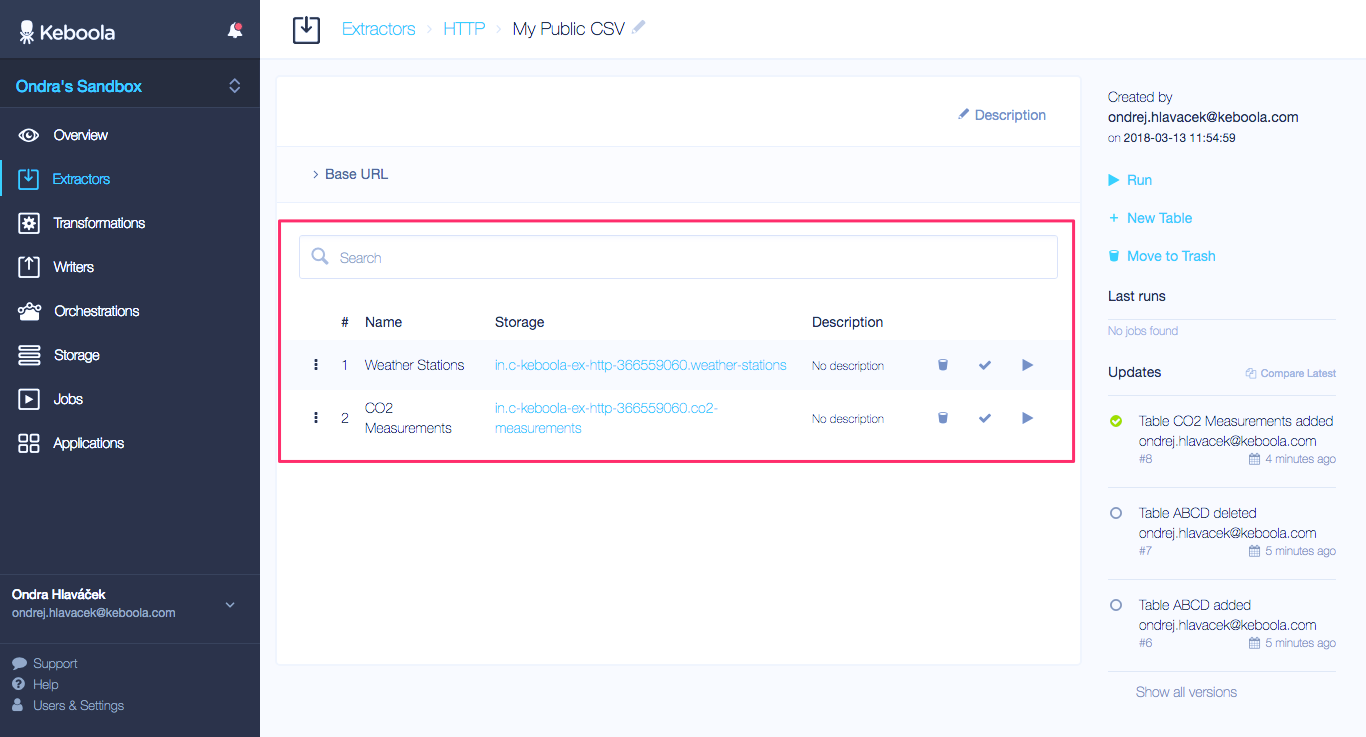 Keboola
Ondra's Sandbox
Overview
Extractors
Transformations
Writers
Orchestrations
Storage
Jobs
Applications
Ondra Hlaváček
ondrej.hlavacek@keboola.com
Support
Help
Users & Settings
Extractors > HTTP > My Public CSV
Description
> Base URL
Search
# Name Storage Description
1 Weather Stations in.c-keboola-ex-http-366559060.weather-stations No description
2 CO2 Measurements in.c-keboola-ex-http-366559060.co2-measurements No description
Created by
ondrej.hlavacek@keboola.com
on 2018-03-13 11:54:59
Run
+ New Table
Move to Trash
Last runs
No jobs found
Updates Compare Latest
Table CO2 Measurements added
ondrej.hlavacek@keboola.com
#8 4 minutes ago
Table ABCD deleted
ondrej.hlavacek@keboola.com
#7 5 minutes ago
Table ABCD added
ondrej.hlavacek@keboola.com
#6 5 minutes ago
Show all versions